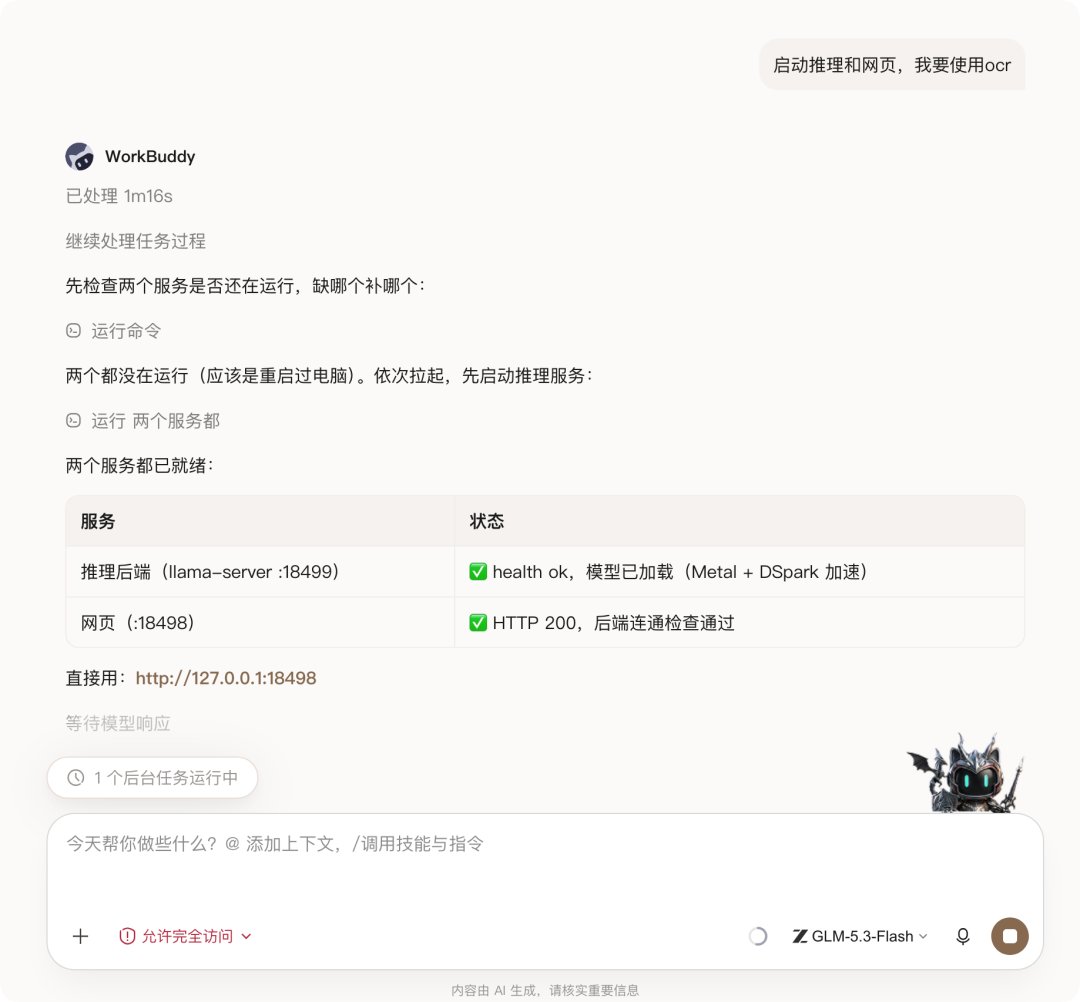 启动推理和网页，我要使用ocr
WorkBuddy
已处理 1m16s
继续处理任务过程
先检查两个服务是否还在运行，缺哪个补哪个：
运行命令
两个都没在运行（应该是重启过电脑）。依次拉起，先启动推理服务：
运行 两个服务都
两个服务都已就绪：
服务 状态
推理后端（llama-server :18499） ✅ health ok，模型已加载（Metal + DSpark 加速）
网页（:18498） ✅ HTTP 200，后端连通检查通过
直接用：http://127.0.0.1:18498
等待模型响应
1 个后台任务运行中
今天帮你做些什么？@ 添加上下文，/调用技能与指令
允许完全访问 GLM-5.3-Flash
内容由 AI 生成，请核实重要信息